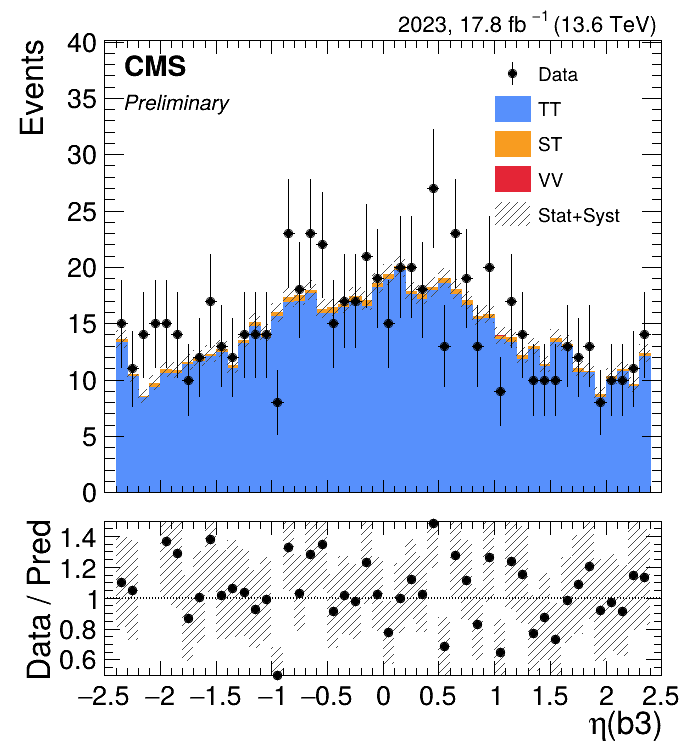 2023, 17.8 fb⁻¹ (13.6 TeV)
Events
40
35
30
25
20
15
10
5
0
CMS
Preliminary
Data
TT
ST
VV
Stat+Syst
Data / Pred
1.4
1.2
1
0.8
0.6
−2.5 −2 −1.5 −1 −0.5 0 0.5 1 1.5 2 2.5
η(b3)